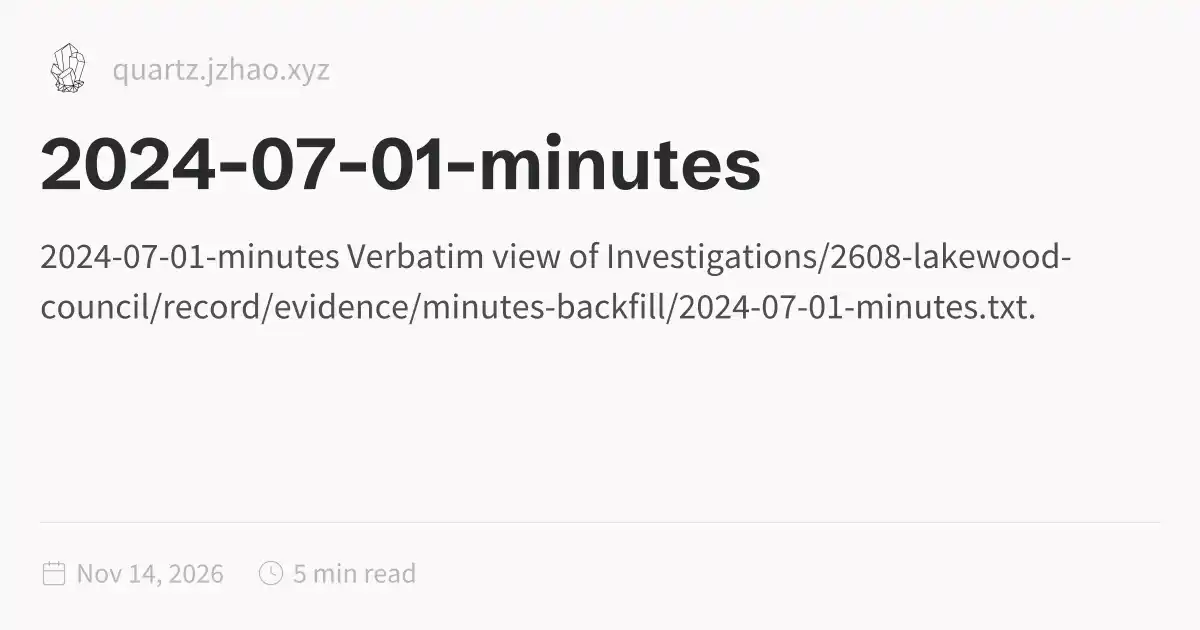 quartz.jzhao.xyz
2024-07-01-minutes
2024-07-01-minutes Verbatim view of Investigations/2608-lakewood-
council/record/evidence/minutes-backfill/2024-07-01-minutes.txt.
Nov 14, 2026 5 min read